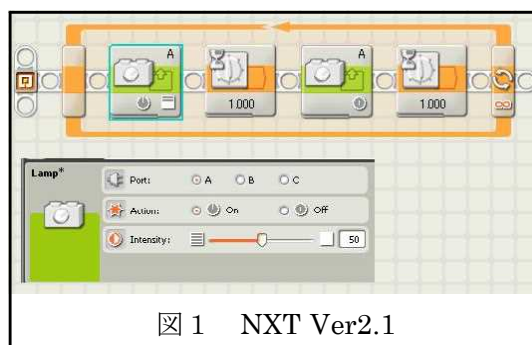 A A
1.000 1.000
Lamp*
Port: A B C
Action: On Off
Intensity: 50
図1 NXT Ver2.1